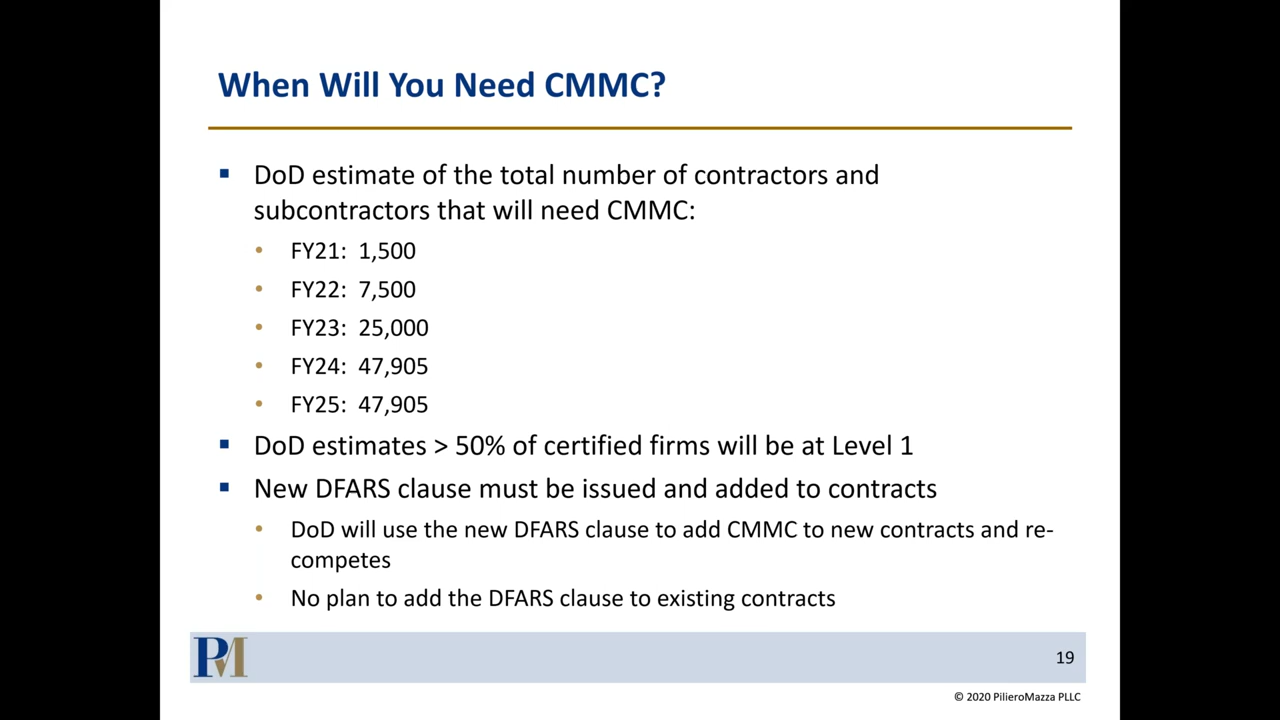 When Will You Need CMMC?
▪ DoD estimate of the total number of contractors and
subcontractors that will need CMMC:
• FY21: 1,500
• FY22: 7,500
• FY23: 25,000
• FY24: 47,905
• FY25: 47,905
▪ DoD estimates > 50% of certified firms will be at Level 1
▪ New DFARS clause must be issued and added to contracts
• DoD will use the new DFARS clause to add CMMC to new contracts and re-
competes
• No plan to add the DFARS clause to existing contracts
PM
19
© 2020 PilieroMazza PLLC